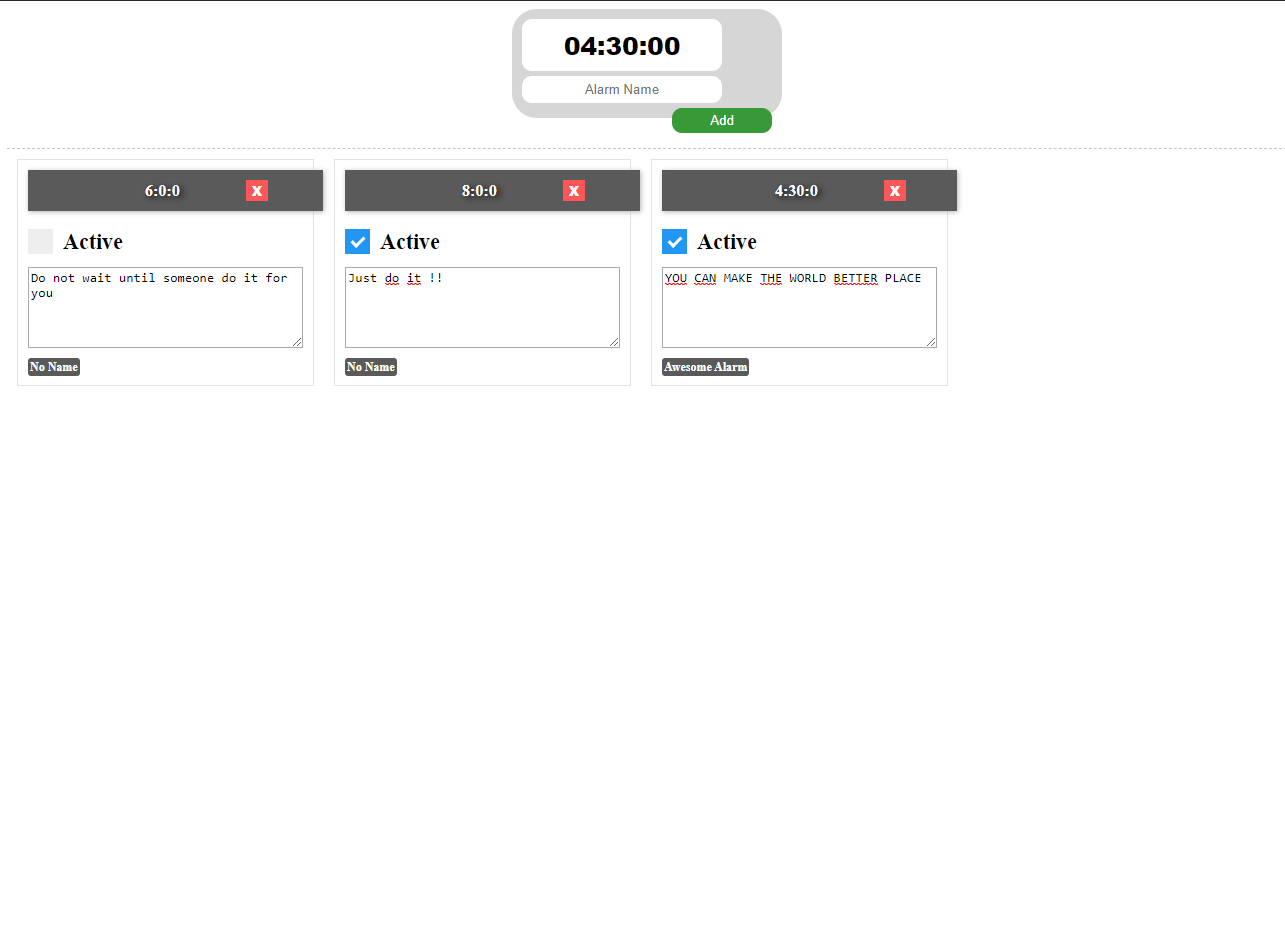 04:30:00
Alarm Name
Add
6:0:0 X
Active
Do not wait until someone do it for
you
No Name
8:0:0 X
Active
Just do it !!
No Name
4:30:0 X
Active
YOU CAN MAKE THE WORLD BETTER PLACE
Awesome Alarm